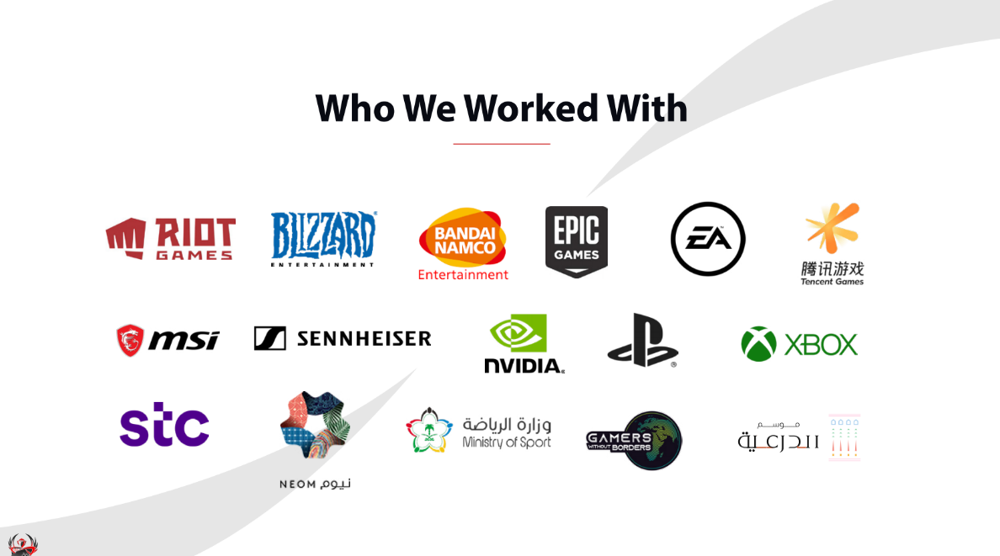 Who We Worked With
RIOT
GAMES
BLIZZARD®
ENTERTAINMENT
BANDAI
NAMCO
Entertainment
EPIC
GAMES
EA™
腾讯游戏
Tencent Games
msi
SENNHEISER
NVIDIA®
®
XBOX
stc
NEOM نيوم
وزارة الرياضة
Ministry of Sport
GAMERS
WITHOUT BORDERS
موسم
الدرعية